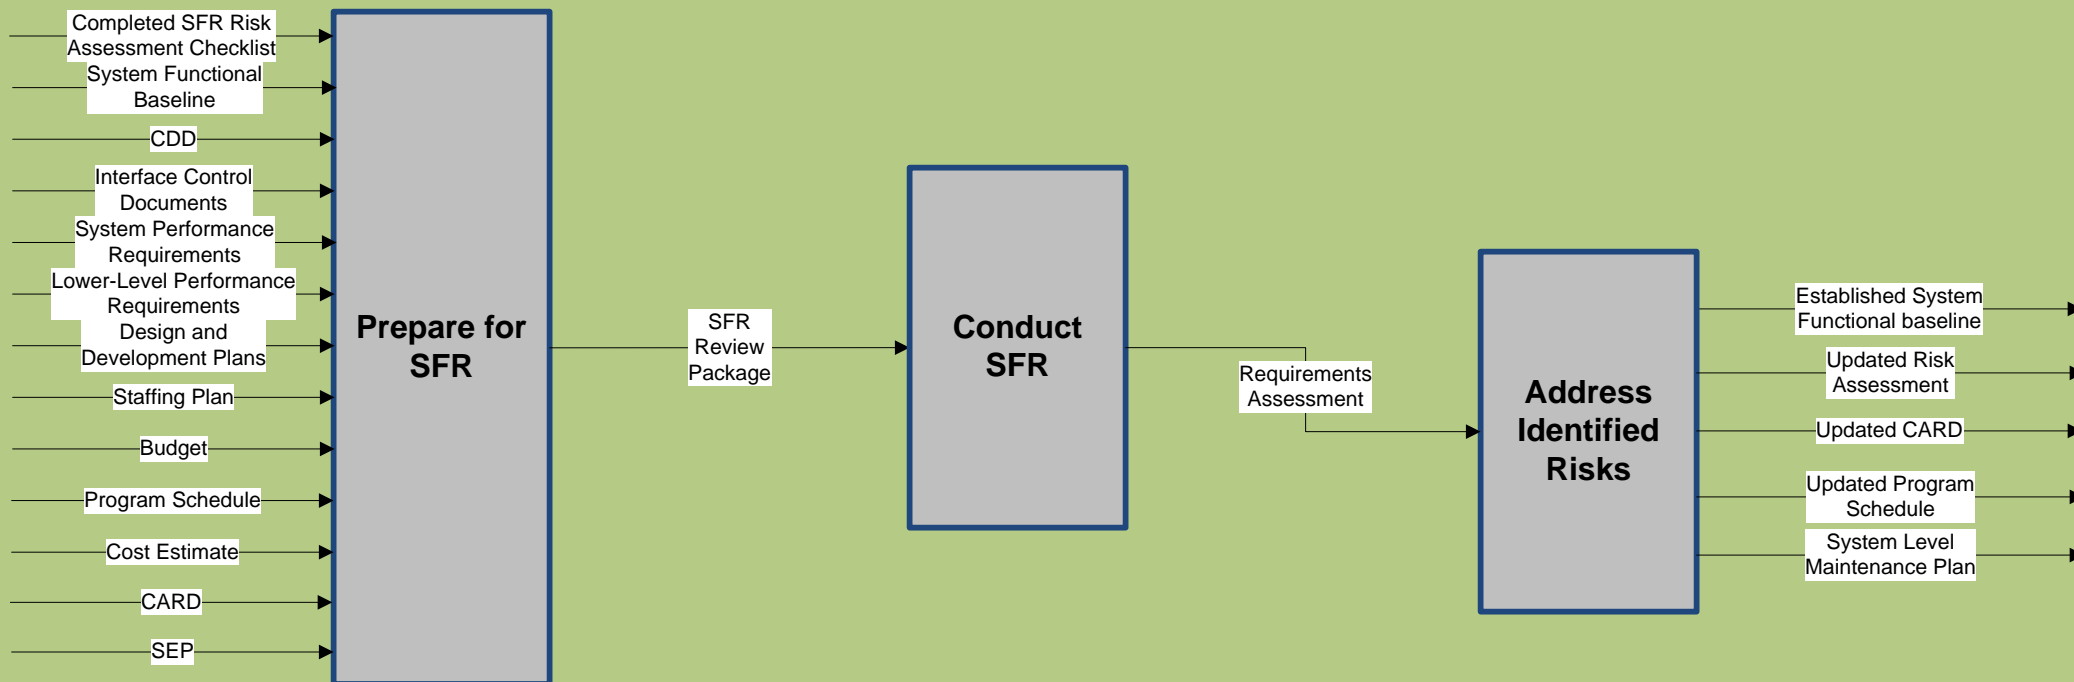 Completed SFR Risk
Assessment Checklist
System Functional
Baseline
CDD
Interface Control
Documents
System Performance
Requirements
Lower-Level Performance
Requirements
Design and
Development Plans
Staffing Plan
Budget
Program Schedule
Cost Estimate
CARD
SEP
Prepare for
SFR
SFR
Review
Package
Conduct
SFR
Requirements
Assessment
Address
Identified
Risks
Established System
Functional baseline
Updated Risk
Assessment
Updated CARD
Updated Program
Schedule
System Level
Maintenance Plan